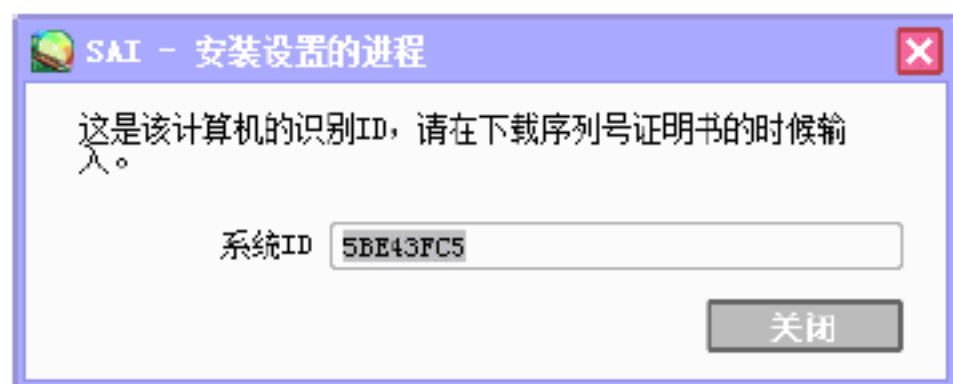 SAI - 安装设置的进程
这是该计算机的识别ID，请在下载序列号证明书的时候输
入。
系统ID 5BE43FC5
关闭